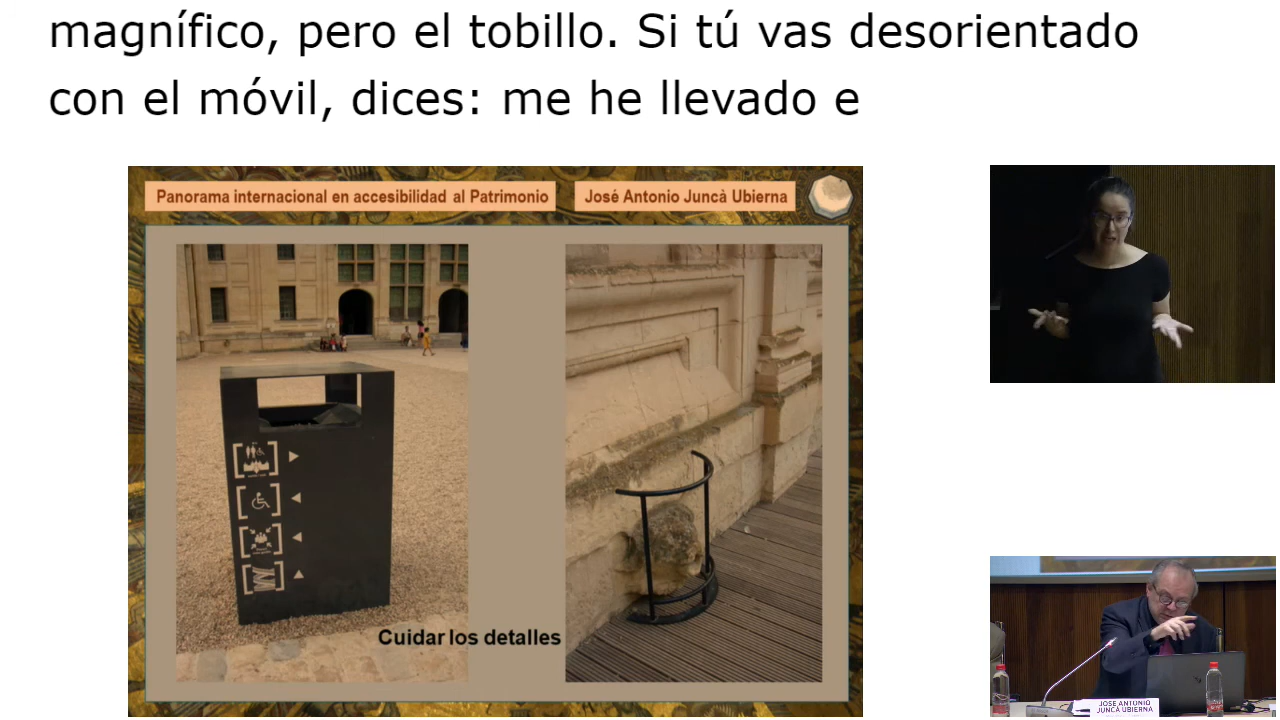 magnífico, pero el tobillo. Si tú vas desorientado
con el móvil, dices: me he llevado e
Panorama internacional en accesibilidad al Patrimonio
José Antonio Juncà Ubierna
Cuidar los detalles
JOSE ANTONIO
JUNCÀ UBIERNA